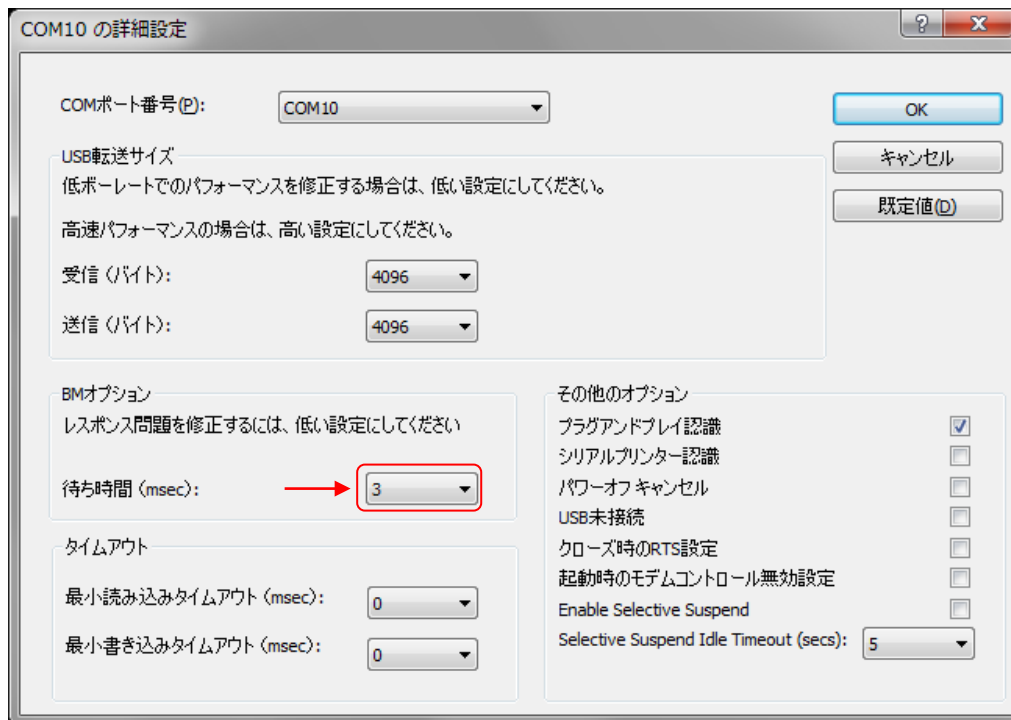 COM10 の詳細設定
COMポート番号(P):
COM10
OK
キャンセル
既定値(D)
USB転送サイズ
低ボーレートでのパフォーマンスを修正する場合は、低い設定にしてください。
高速パフォーマンスの場合は、高い設定にしてください。
受信 (バイト):
4096
送信 (バイト):
4096
BMオプション
レスポンス問題を修正するには、低い設定にしてください
待ち時間 (msec):
3
タイムアウト
最小読み込みタイムアウト (msec):
0
最小書き込みタイムアウト (msec):
0
その他のオプション
プラグアンドプレイ認識
シリアルプリンター認識
パワーオフ キャンセル
USB未接続
クローズ時のRTS設定
起動時のモデムコントロール無効設定
Enable Selective Suspend
Selective Suspend Idle Timeout (secs):
5